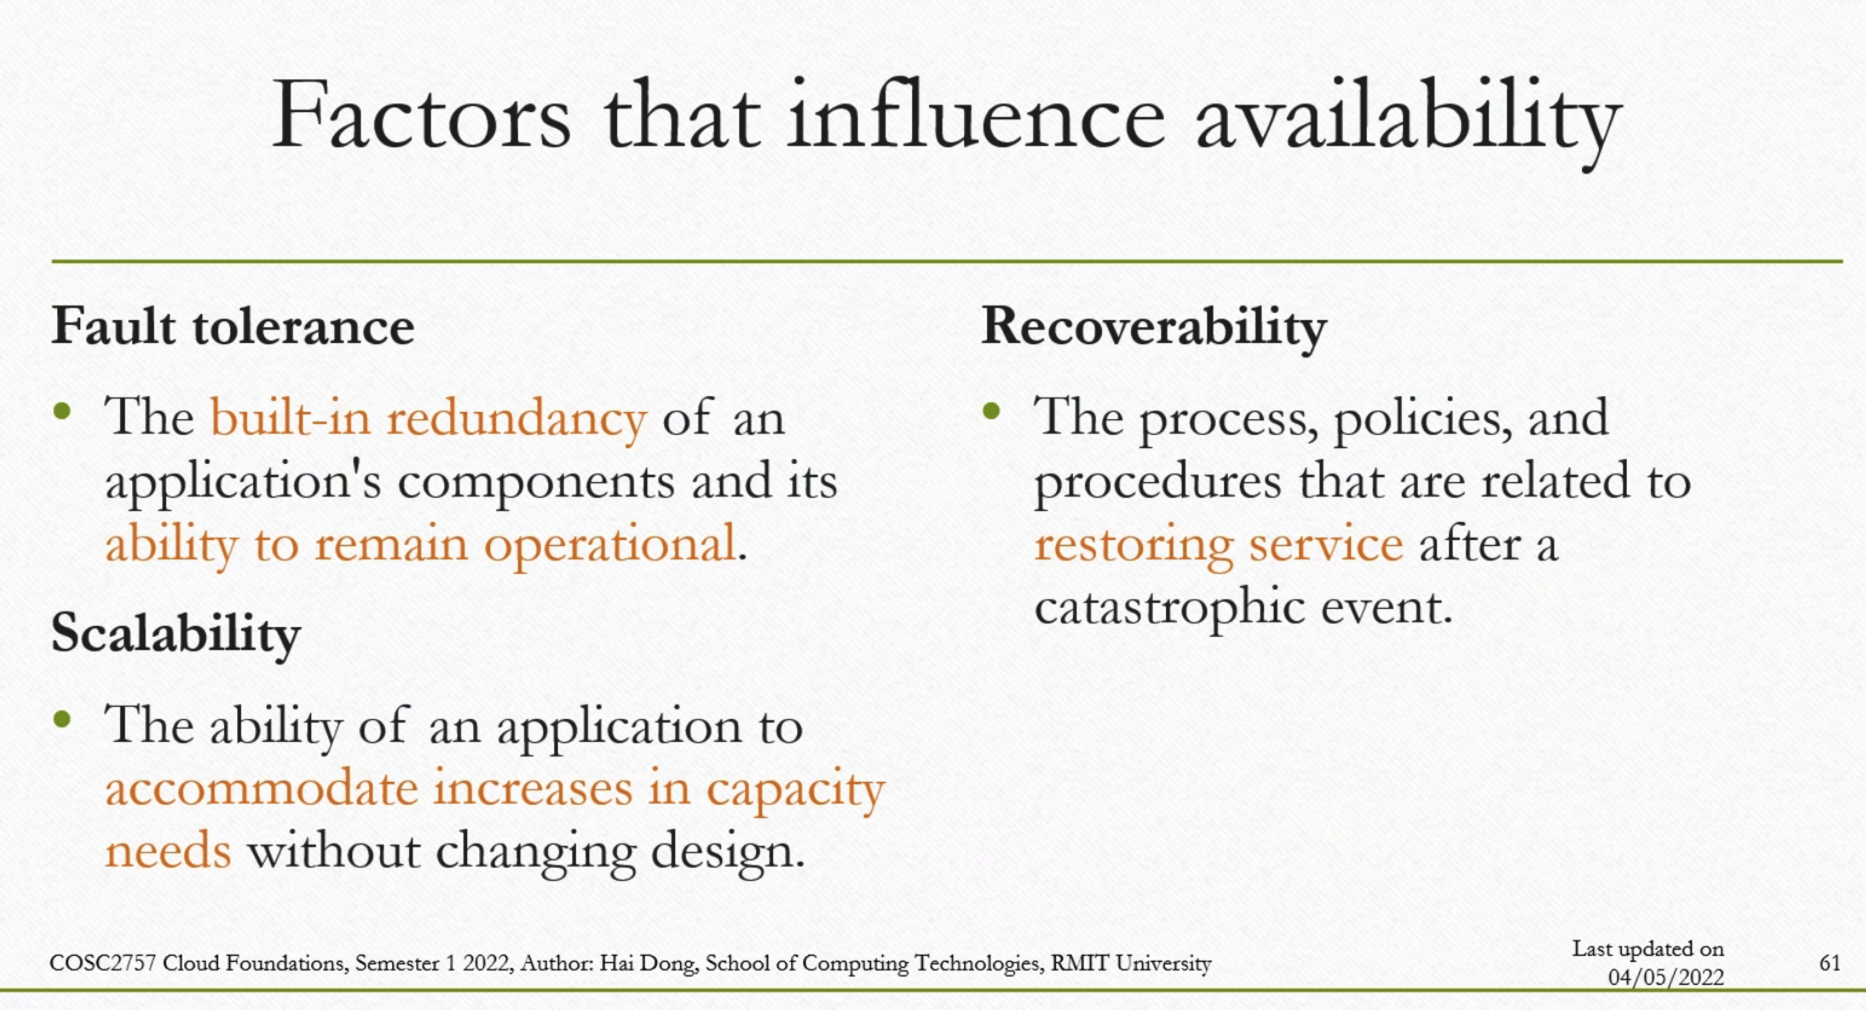 Factors that influence availability
Fault tolerance
• The built-in redundancy of an
application's components and its
ability to remain operational.
Scalability
• The ability of an application to
accommodate increases in capacity
needs without changing design.
Recoverability
• The process, policies, and
procedures that are related to
restoring service after a
catastrophic event.
COSC2757 Cloud Foundations, Semester 1 2022, Author: Hai Dong, School of Computing Technologies, RMIT University
Last updated on
04/05/2022
61